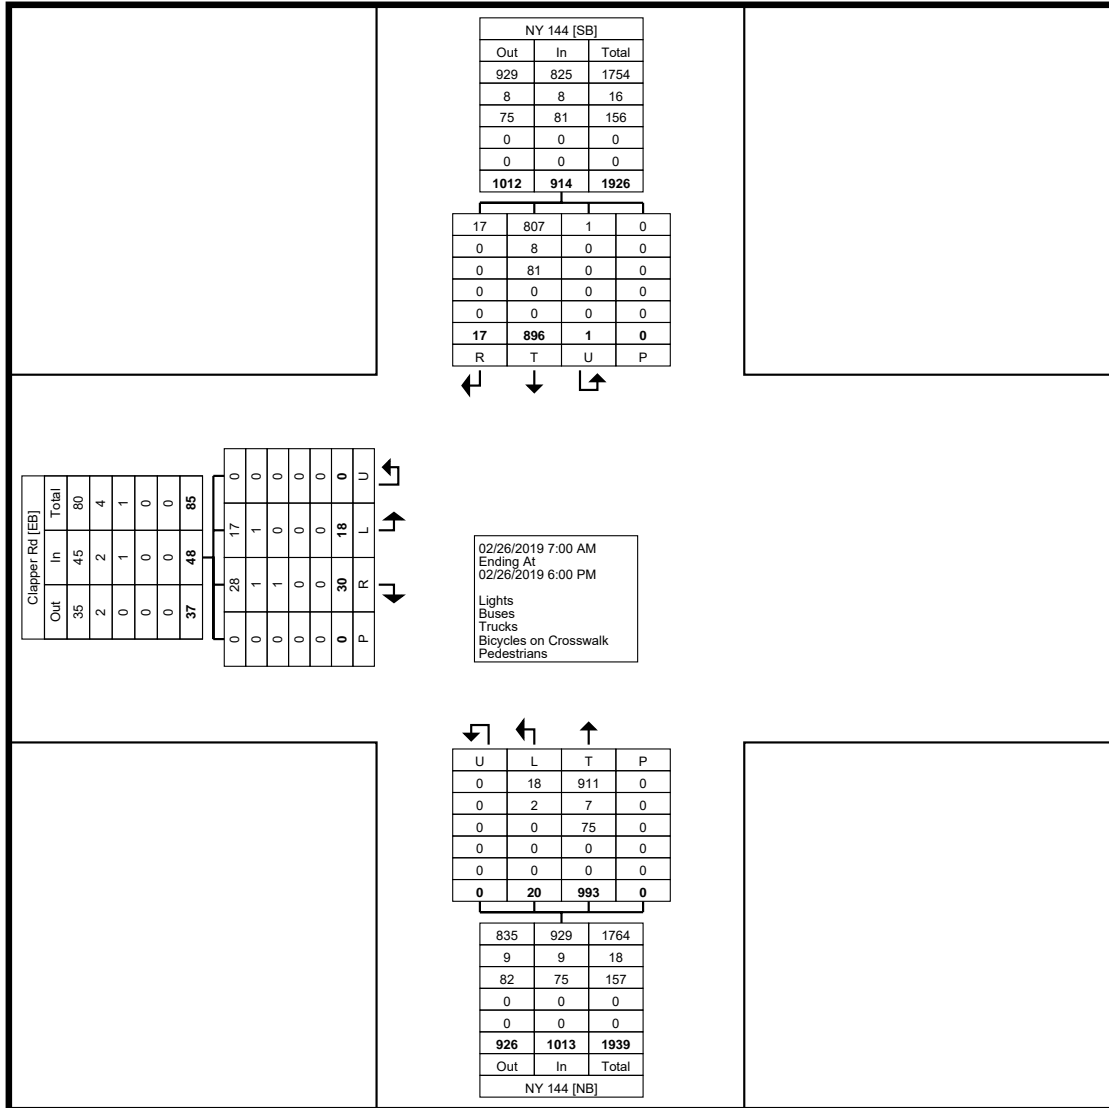 NY 144 [SB]
Out In Total
929 825 1754
8 8 16
75 81 156
0 0 0
0 0 0
1012 914 1926
17 807 1 0
0 8 0 0
0 81 0 0
0 0 0 0
0 0 0 0
17 896 1 0
R T U P
Clapper Rd [EB]
Out In Total
35 45 80
2 2 4
0 1 1
0 0 0
0 0 0
37 48 85
0 28 17 0
0 1 1 0
0 1 0 0
0 0 0 0
0 0 0 0
0 30 18 0
P R L U
02/26/2019 7:00 AM
Ending At
02/26/2019 6:00 PM
Lights
Buses
Trucks
Bicycles on Crosswalk
Pedestrians
U L T P
0 18 911 0
0 2 7 0
0 0 75 0
0 0 0 0
0 0 0 0
0 20 993 0
835 929 1764
9 9 18
82 75 157
0 0 0
0 0 0
926 1013 1939
Out In Total
NY 144 [NB]